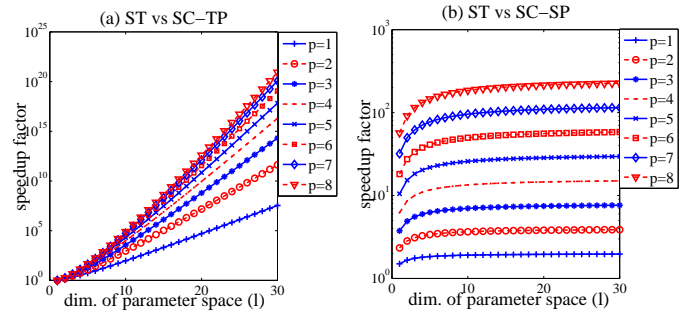 (a) ST vs SC-TP
speedup factor
10^20
10^15
10^10
10^5
10^0
0
10
20
30
dim. of parameter space (l)
p=1
p=2
p=3
p=4
p=5
p=6
p=7
p=8
(b) ST vs SC-SP
speedup factor
10^3
10^2
10^1
10^0
0
10
20
30
dim. of parameter space (l)
p=1
p=2
p=3
p=4
p=5
p=6
p=7
p=8